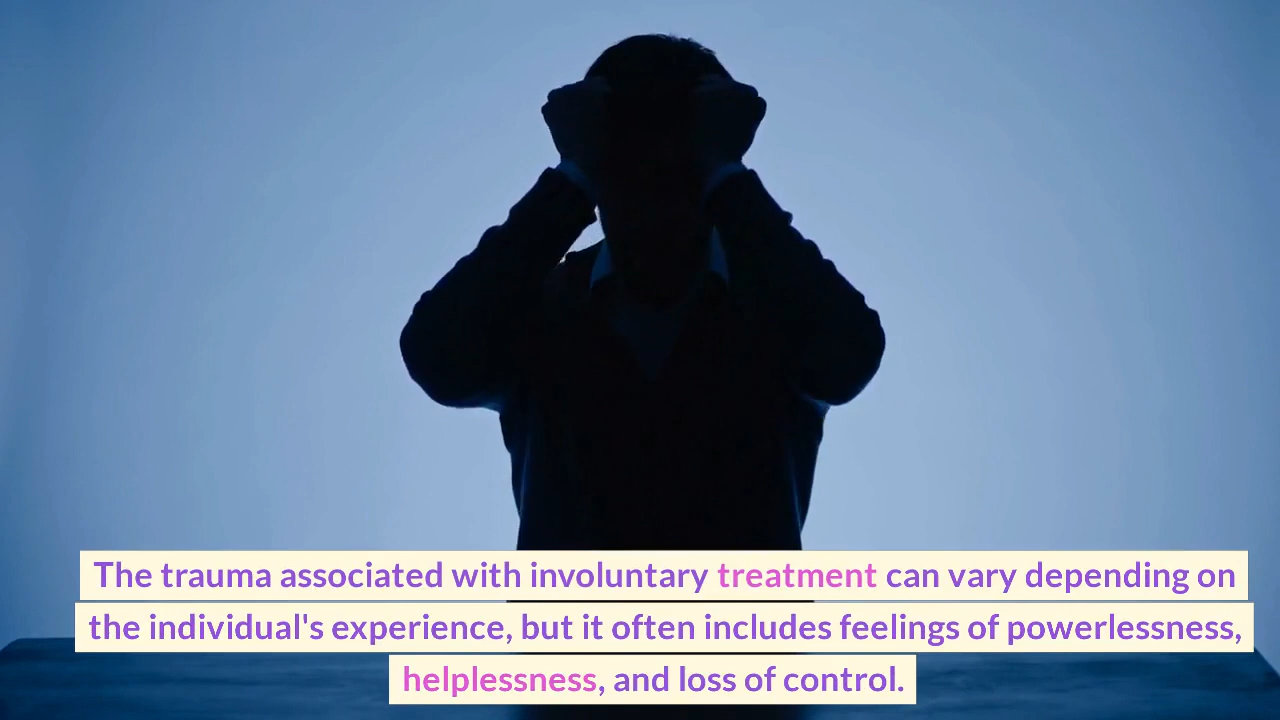 The trauma associated with involuntary treatment can vary depending on
the individual's experience, but it often includes feelings of powerlessness,
helplessness, and loss of control.